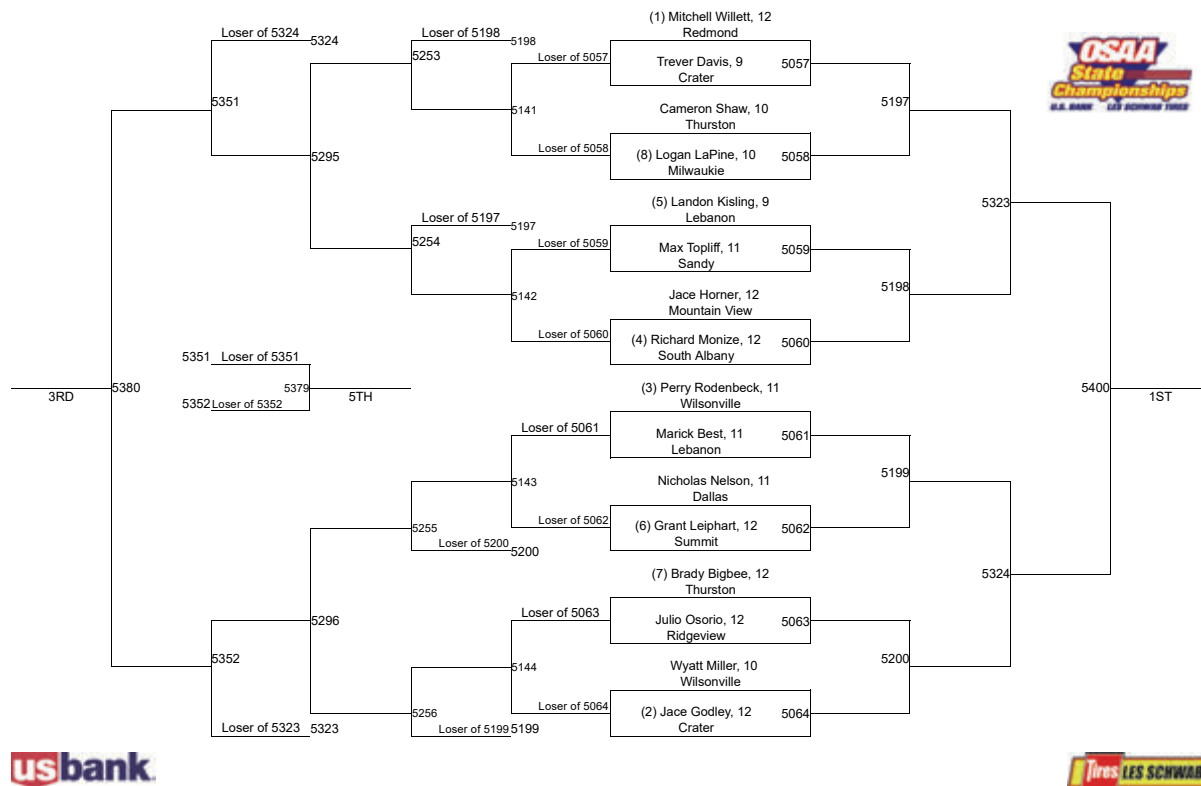 Loser of 5324
5324
5351
5253
Loser of 5198
5198
Loser of 5057
5141
Loser of 5058
5295
Loser of 5197
5197
5254
Loser of 5059
5142
Loser of 5060
5351
Loser of 5351
5379
5TH
5352
Loser of 5352
3RD
5380
Loser of 5061
5143
Loser of 5062
5255
Loser of 5200
5200
5296
5352
Loser of 5063
5144
Loser of 5064
5256
Loser of 5199
5199
Loser of 5323
5323
(1) Mitchell Willett, 12
Redmond
Trever Davis, 9
Crater
5057
Cameron Shaw, 10
Thurston
(8) Logan LaPine, 10
Milwaukie
5058
(5) Landon Kisling, 9
Lebanon
Max Topliff, 11
Sandy
5059
Jace Horner, 12
Mountain View
(4) Richard Monize, 12
South Albany
5060
(3) Perry Rodenbeck, 11
Wilsonville
Marick Best, 11
Lebanon
5061
Nicholas Nelson, 11
Dallas
(6) Grant Leiphart, 12
Summit
5062
(7) Brady Bigbee, 12
Thurston
Julio Osorio, 12
Ridgeview
5063
Wyatt Miller, 10
Wilsonville
(2) Jace Godley, 12
Crater
5064
5197
5323
5198
5199
5324
5200
5400
1ST
OSAA
State
Championships
U.S. BANK LES SCHWAB TIRES
usbank
Tires LES SCHWAB